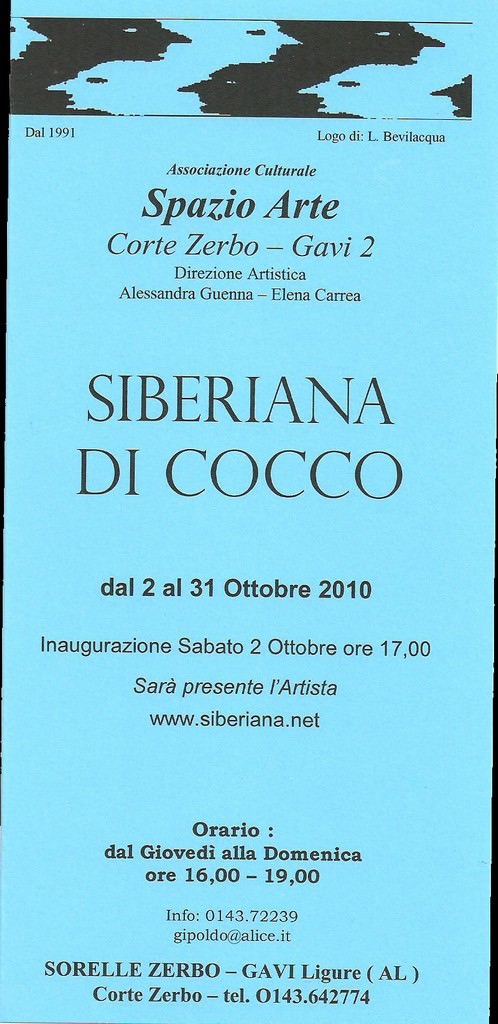 Dal 1991
Logo di: L. Bevilacqua
Associazione Culturale
Spazio Arte
Corte Zerbo – Gavi 2
Direzione Artistica
Alessandra Guenna – Elena Carrea
SIBERIANA
DI COCCO
dal 2 al 31 Ottobre 2010
Inaugurazione Sabato 2 Ottobre ore 17,00
Sarà presente l'Artista
www.siberiana.net
Orario :
dal Giovedì alla Domenica
ore 16,00 – 19,00
Info: 0143.72239
gipoldo@alice.it
SORELLE ZERBO – GAVI Ligure ( AL )
Corte Zerbo – tel. O143.642774